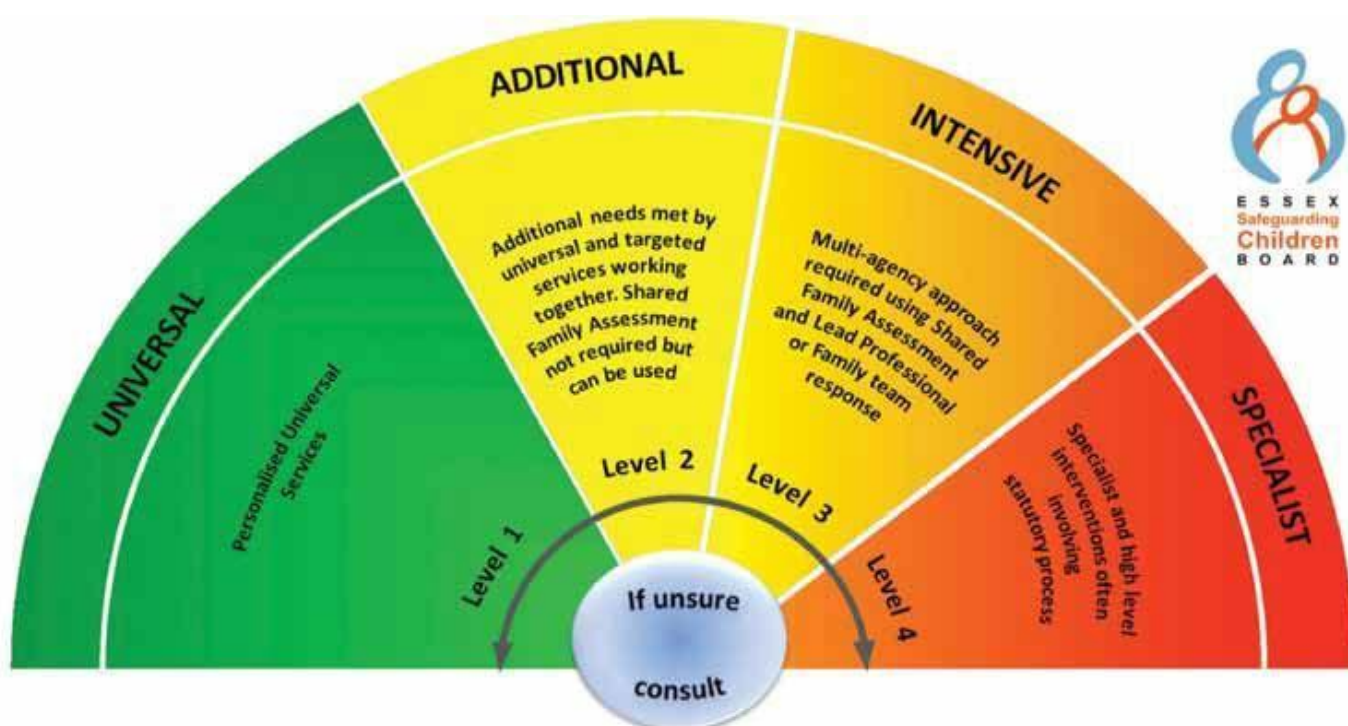 UNIVERSAL
Personalised Universal
Services
Level 1
ADDITIONAL
Additional needs met by
universal and targeted
services working
together. Shared
Family Assessment
not required but
can be used
Level 2
INTENSIVE
Multi-agency approach
required using Shared
Family Assessment
and Lead Professional
or Family team
response
Level 3
SPECIALIST
Specialist and high level
interventions often
involving
statutory process
Level 4
If unsure
consult
ESSEX
Safeguarding
Children
BOARD